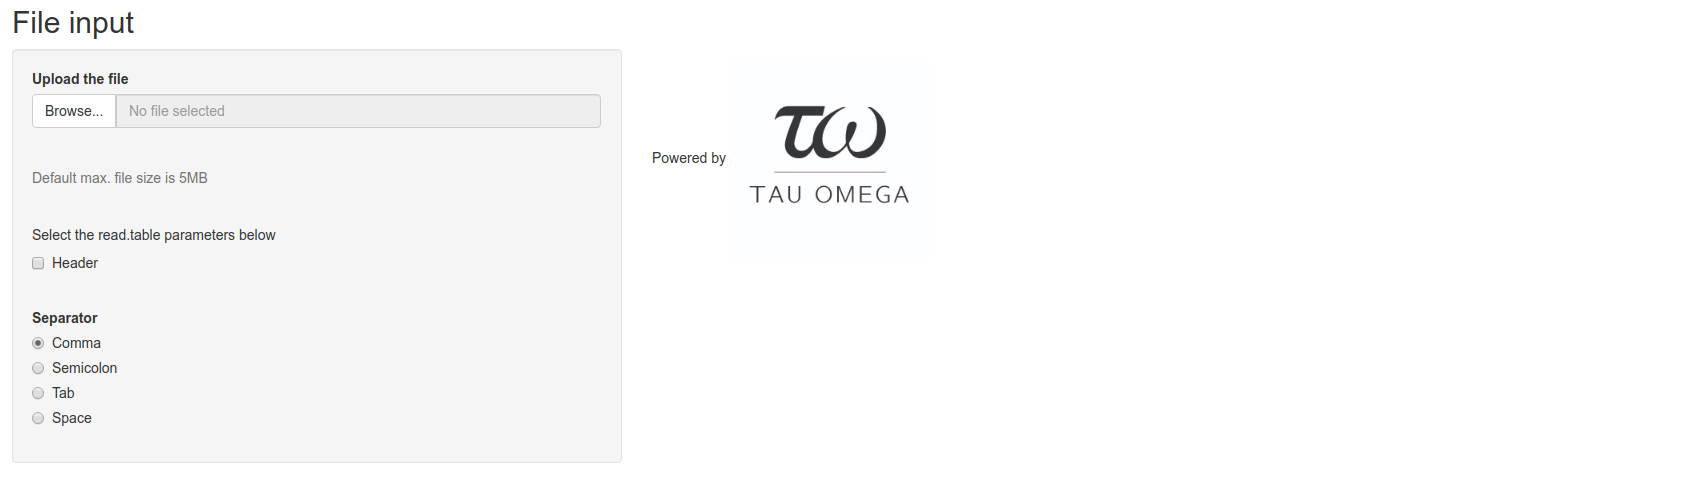 File input
Upload the file
Browse... No file selected
Default max. file size is 5MB
Select the read.table parameters below
Header
Separator
Comma
Semicolon
Tab
Space
Powered by
τω
TAU OMEGA